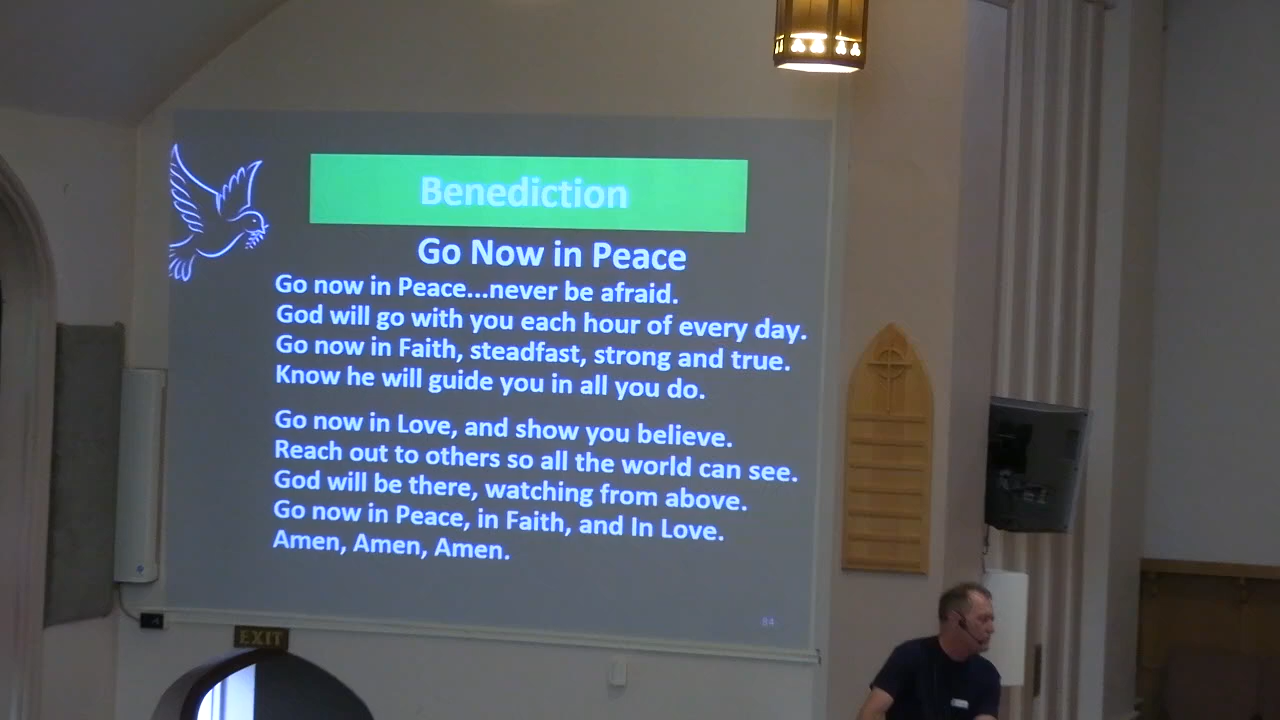 Benediction
Go Now in Peace
Go now in Peace...never be afraid.
God will go with you each hour of every day.
Go now in Faith, steadfast, strong and true.
Know he will guide you in all you do.
Go now in Love, and show you believe.
Reach out to others so all the world can see.
God will be there, watching from above.
Go now in Peace, in Faith, and In Love.
Amen, Amen, Amen.
84
EXIT